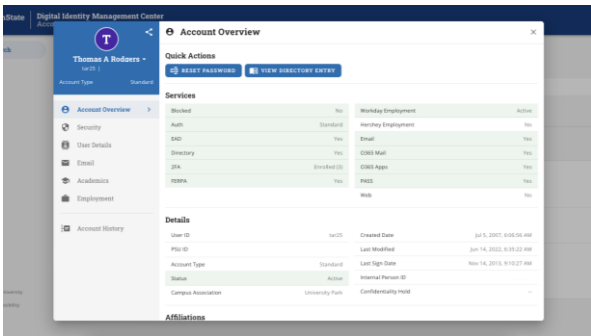 Digital Identity Management Center
T
Thomas A Rodgers
tar25 |
Account Type Standard
Account Overview
Security
User Details
Email
Academics
Employment
Account History
Account Overview ×
Quick Actions
RESET PASSWORD VIEW DIRECTORY ENTRY
Services
Blocked No Workday Employment Active
Auth Standard Hershey Employment No
EAD Yes Email Yes
Directory Yes O365 Mail Yes
2FA Enrolled (3) O365 Apps Yes
FERPA Yes PASS Yes
Web No
Details
User ID tar25 Created Date Jul 5, 2007, 6:06:56 AM
PSU ID Last Modified Jun 14, 2022, 6:35:22 AM
Account Type Standard Last Sign Date Nov 14, 2013, 9:10:27 AM
Status Active Internal Person ID
Campus Association University Park Confidentiality Hold --
Affiliations